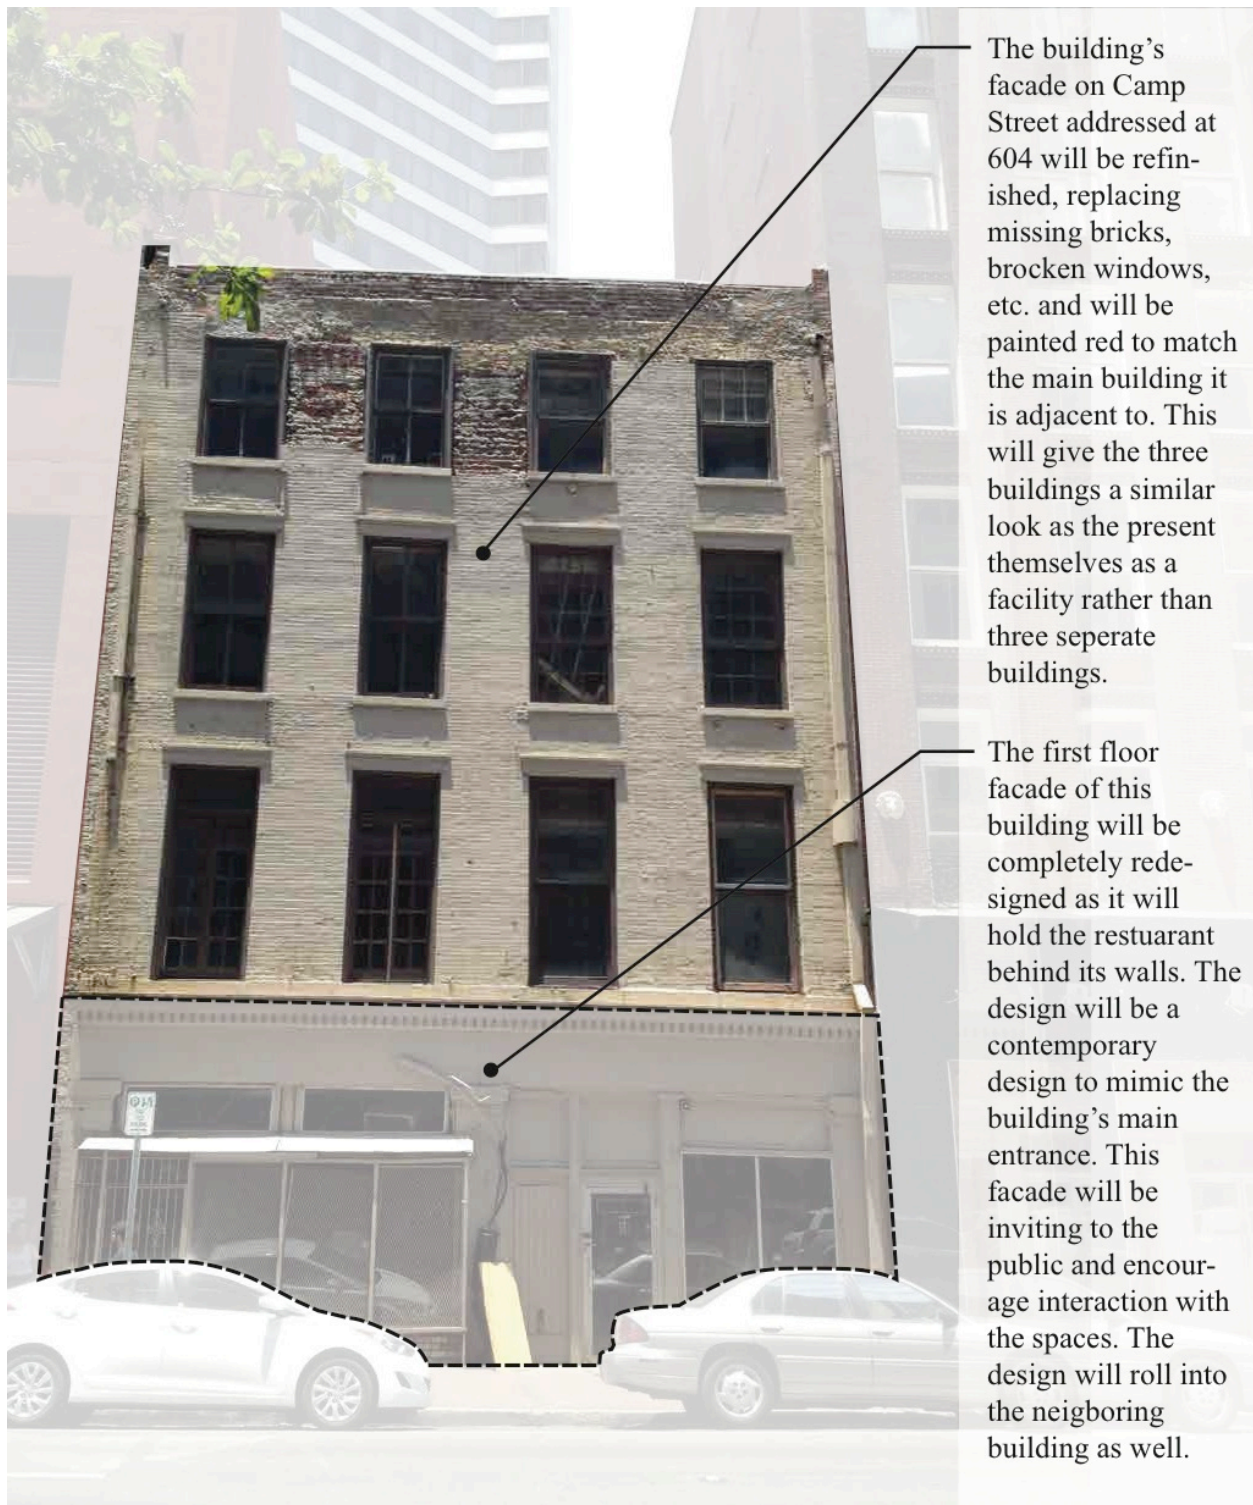 The building’s
facade on Camp
Street addressed at
604 will be refin-
ished, replacing
missing bricks,
brocken windows,
etc. and will be
painted red to match
the main building it
is adjacent to. This
will give the three
buildings a similar
look as the present
themselves as a
facility rather than
three seperate
buildings.
The first floor
facade of this
building will be
completely rede-
signed as it will
hold the restuarant
behind its walls. The
design will be a
contemporary
design to mimic the
building’s main
entrance. This
facade will be
inviting to the
public and encour-
age interaction with
the spaces. The
design will roll into
the neigboring
building as well.